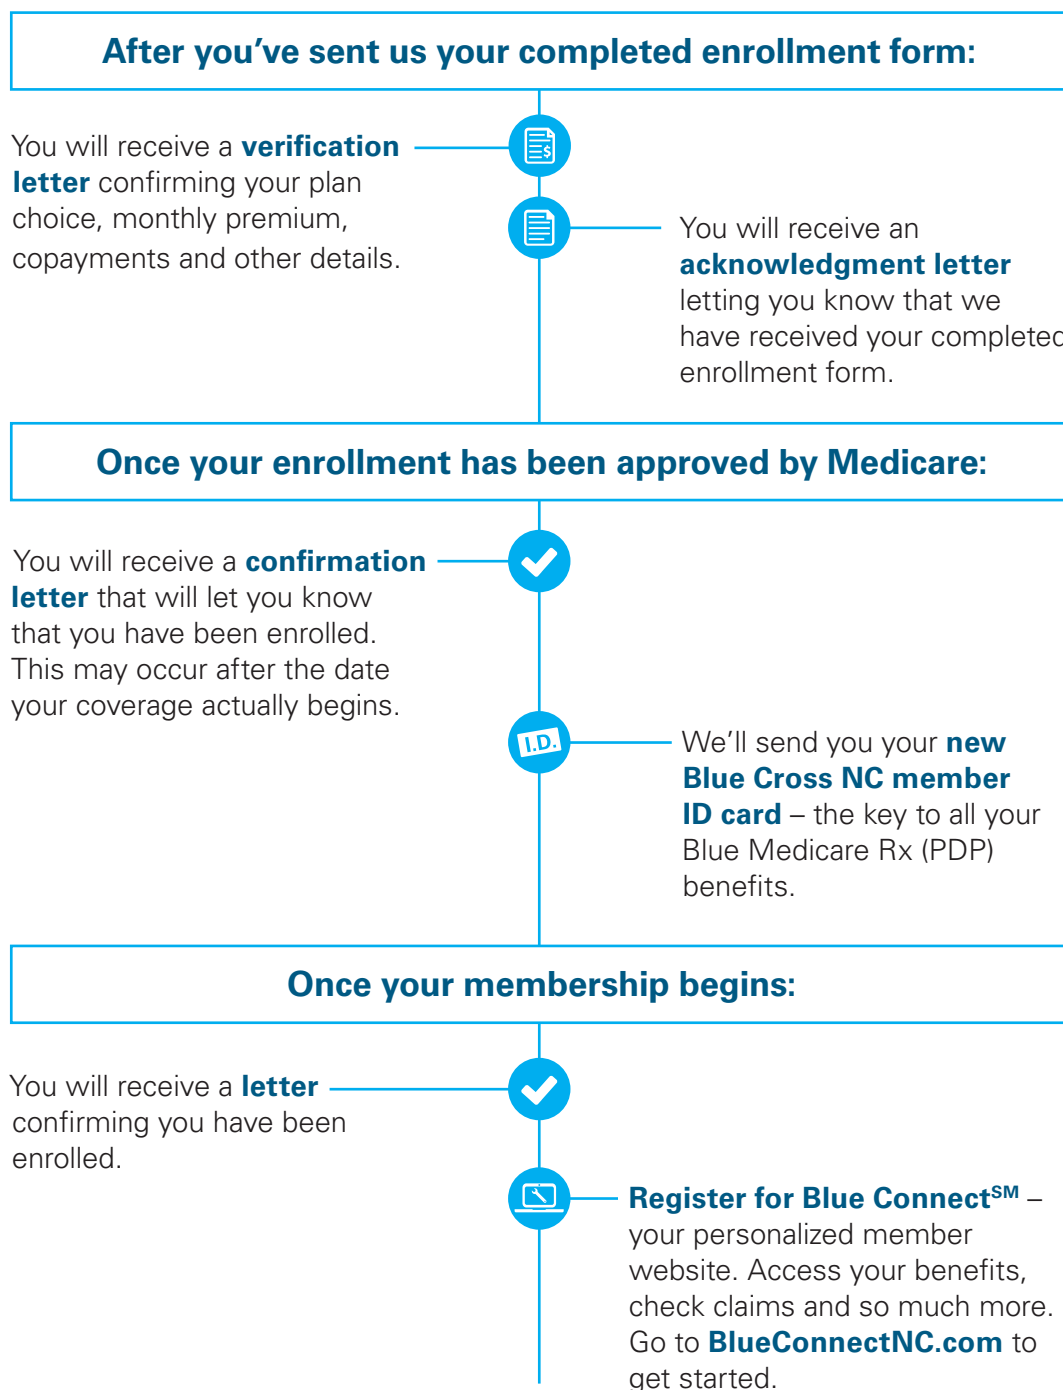 After you’ve sent us your completed enrollment form:
You will receive a verification
letter confirming your plan
choice, monthly premium,
copayments and other details.
$
You will receive an
acknowledgment letter
letting you know that we
have received your completed
enrollment form.
Once your enrollment has been approved by Medicare:
You will receive a confirmation
letter that will let you know
that you have been enrolled.
This may occur after the date
your coverage actually begins.
I.D.
We’ll send you your new
Blue Cross NC member
ID card – the key to all your
Blue Medicare Rx (PDP)
benefits.
Once your membership begins:
You will receive a letter
confirming you have been
enrolled.
Register for Blue Connect℠ –
your personalized member
website. Access your benefits,
check claims and so much more.
Go to BlueConnectNC.com to
get started.